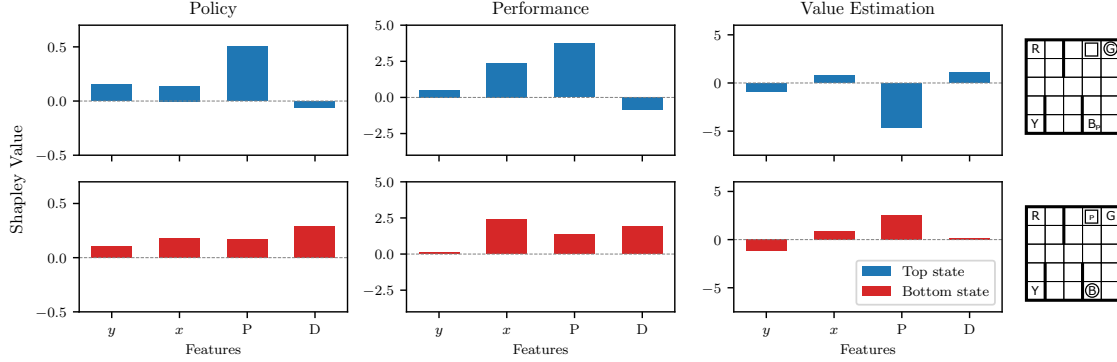 Policy
Performance
Value Estimation
Shapley Value
0.5
0.0
−0.5
5.0
2.5
0.0
−2.5
5
0
−5
R G
Y B P
0.5
0.0
−0.5
y x P D
Features
5.0
2.5
0.0
−2.5
y x P D
Features
5
0
−5
y x P D
Features
Top state
Bottom state
R P G
Y B